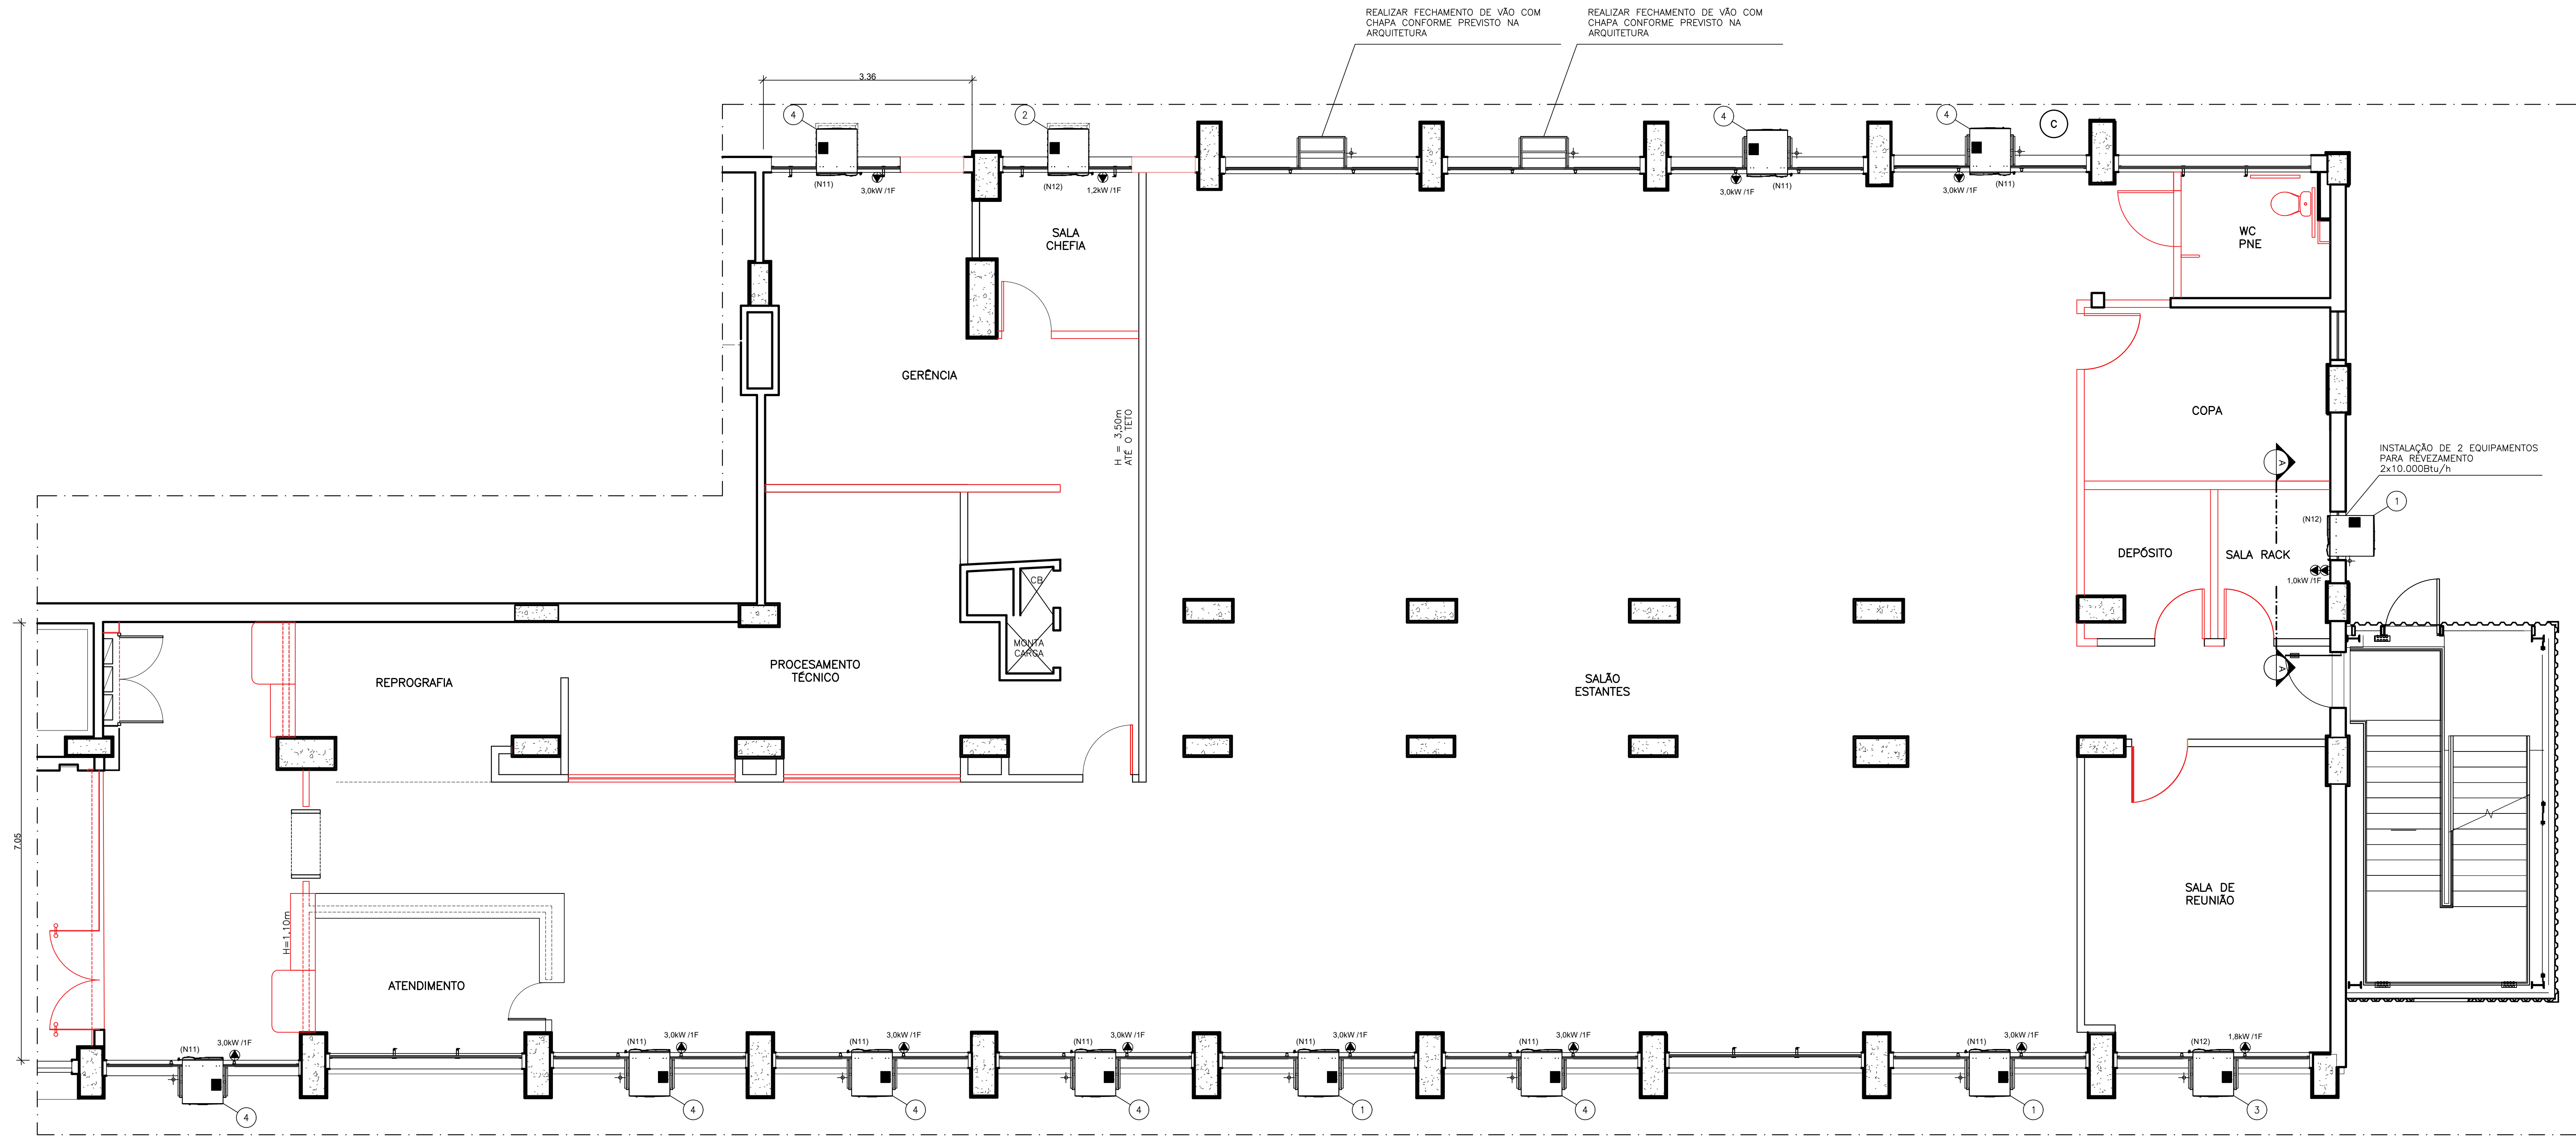 REALIZAR FECHAMENTO DE VÃO COM
CHAPA CONFORME PREVISTO NA
ARQUITETURA
REALIZAR FECHAMENTO DE VÃO COM
CHAPA CONFORME PREVISTO NA
ARQUITETURA
3.36
4
2
4
4
C
(N11)
3,0kW /1F
(N12)
1,2kW /1F
3,0kW /1F
(N11)
3,0kW /1F
(N11)
SALA
CHEFIA
WC
PNE
GERÊNCIA
H = 3,50m
ATÉ O TETO
COPA
INSTALAÇÃO DE 2 EQUIPAMENTOS
PARA REVEZAMENTO
2x10.000Btu/h
A
1
(N12)
DEPÓSITO
SALA RACK
1,0kW /1F
CB
MONTA
CARGA
PROCESAMENTO
TÉCNICO
REPROGRAFIA
SALÃO
ESTANTES
A
7.05
SALA DE
REUNIÃO
H=1,10m
ATENDIMENTO
(N11)
3,0kW /1F
(N11)
3,0kW /1F
(N11)
3,0kW /1F
(N11)
3,0kW /1F
(N11)
3,0kW /1F
(N11)
3,0kW /1F
(N11)
3,0kW /1F
(N12)
1,8kW /1F
4
4
4
4
1
4
1
3